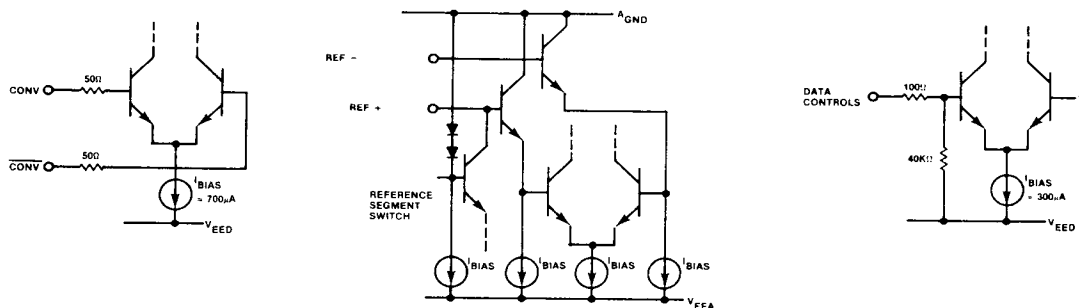 CONV
50Ω
CONV
50Ω
IBIAS
≈ 700µA
VEED
AGND
REF −
REF +
REFERENCE
SEGMENT
SWITCH
IBIAS
IBIAS
IBIAS
IBIAS
VEEA
DATA
CONTROLS
100Ω
40KΩ
IBIAS
≈ 300µA
VEED